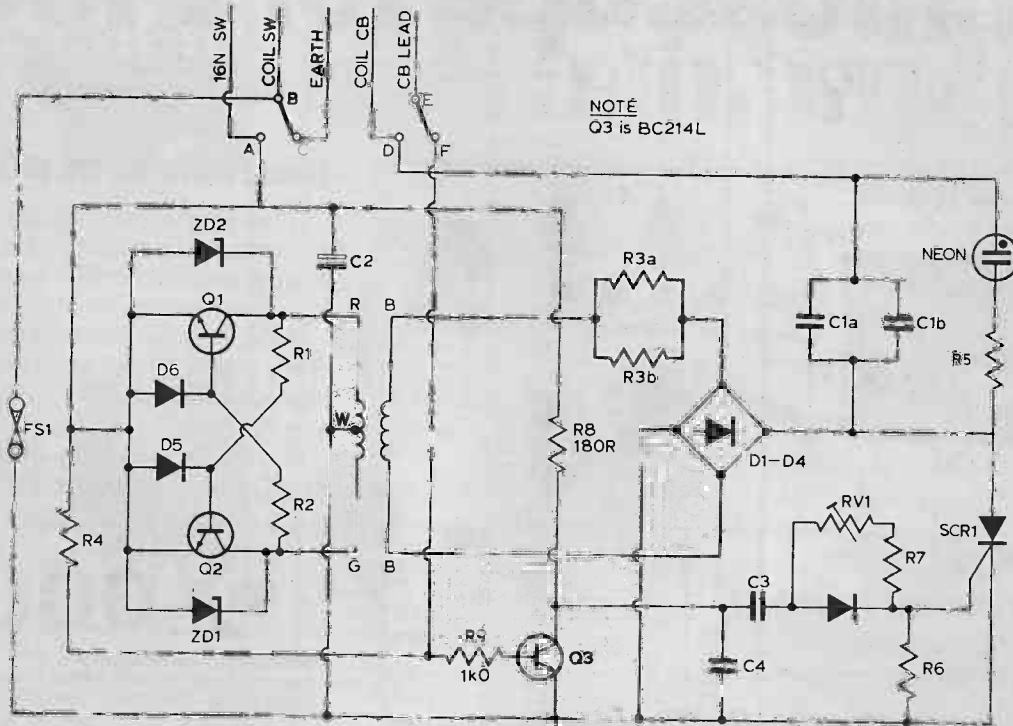 16N SW
COIL SW
EARTH
COIL CB
CB LEAD
B
C
A
E
D
F
NOTE
Q3 is BC214L
ZD2
C2
NEON
Q1
R
B
R3a
R1
C1a
C1b
R5
D6
R3b
FS1
W
D5
R8
180R
D1–D4
R2
RV1
R4
SCR1
R7
Q2
G
B
C3
ZD1
R9
1k0
Q3
C4
R6